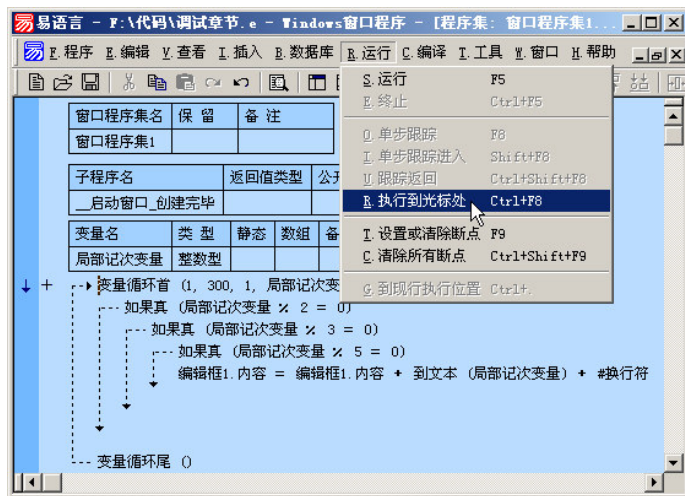 易语言 - F:\代码\调试章节.e - Windows窗口程序 - [程序集: 窗口程序集1...
F.程序 E.编辑 V.查看 I.插入 B.数据库 R.运行 C.编译 T.工具 W.窗口 H.帮助
S.运行 F5
E.终止 Ctrl+F5
O.单步跟踪 F8
I.单步跟踪进入 Shift+F8
U.跟踪返回 Ctrl+Shift+F8
R.执行到光标处 Ctrl+F8
T.设置或清除断点 F9
C.清除所有断点 Ctrl+Shift+F9
G.到现行执行位置 Ctrl+.
窗口程序集名 保 留 备 注
窗口程序集1
子程序名 返回值类型 公开
__启动窗口_创建完毕
变量名 类 型 静态 数组 备
局部记次变量 整数型
变量循环首 (1, 300, 1, 局部记次变
如果真 (局部记次变量 % 2 = 0)
如果真 (局部记次变量 % 3 = 0)
如果真 (局部记次变量 % 5 = 0)
编辑框1.内容 = 编辑框1.内容 + 到文本 (局部记次变量) + #换行符
变量循环尾 ()